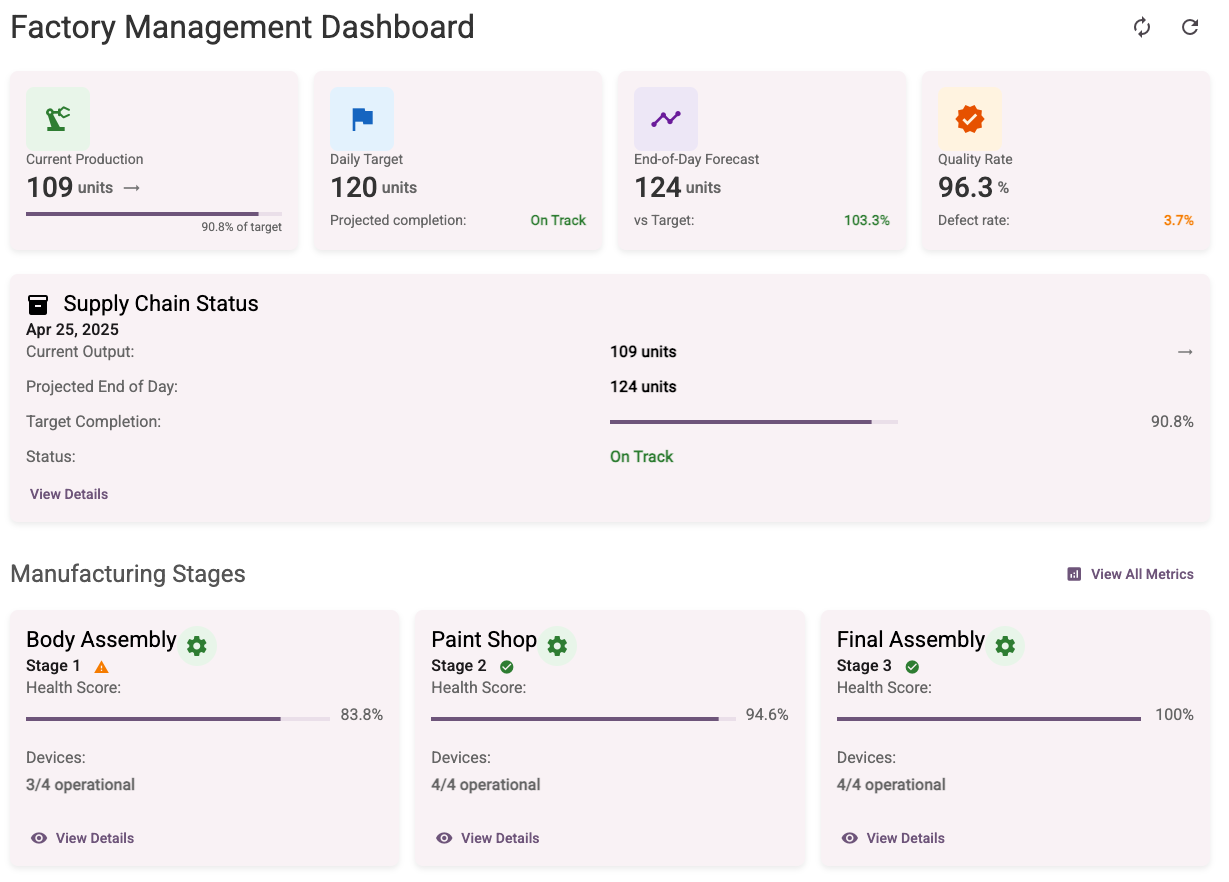 Factory Management Dashboard
Current Production
109 units →
90.8% of target
Daily Target
120 units
Projected completion: On Track
End-of-Day Forecast
124 units
vs Target: 103.3%
Quality Rate
96.3 %
Defect rate: 3.7%
Supply Chain Status
Apr 25, 2025
Current Output: 109 units →
Projected End of Day: 124 units
Target Completion: 90.8%
Status: On Track
View Details
Manufacturing Stages
View All Metrics
Body Assembly
Stage 1
Health Score:
83.8%
Devices:
3/4 operational
View Details
Paint Shop
Stage 2
Health Score:
94.6%
Devices:
4/4 operational
View Details
Final Assembly
Stage 3
Health Score:
100%
Devices:
4/4 operational
View Details